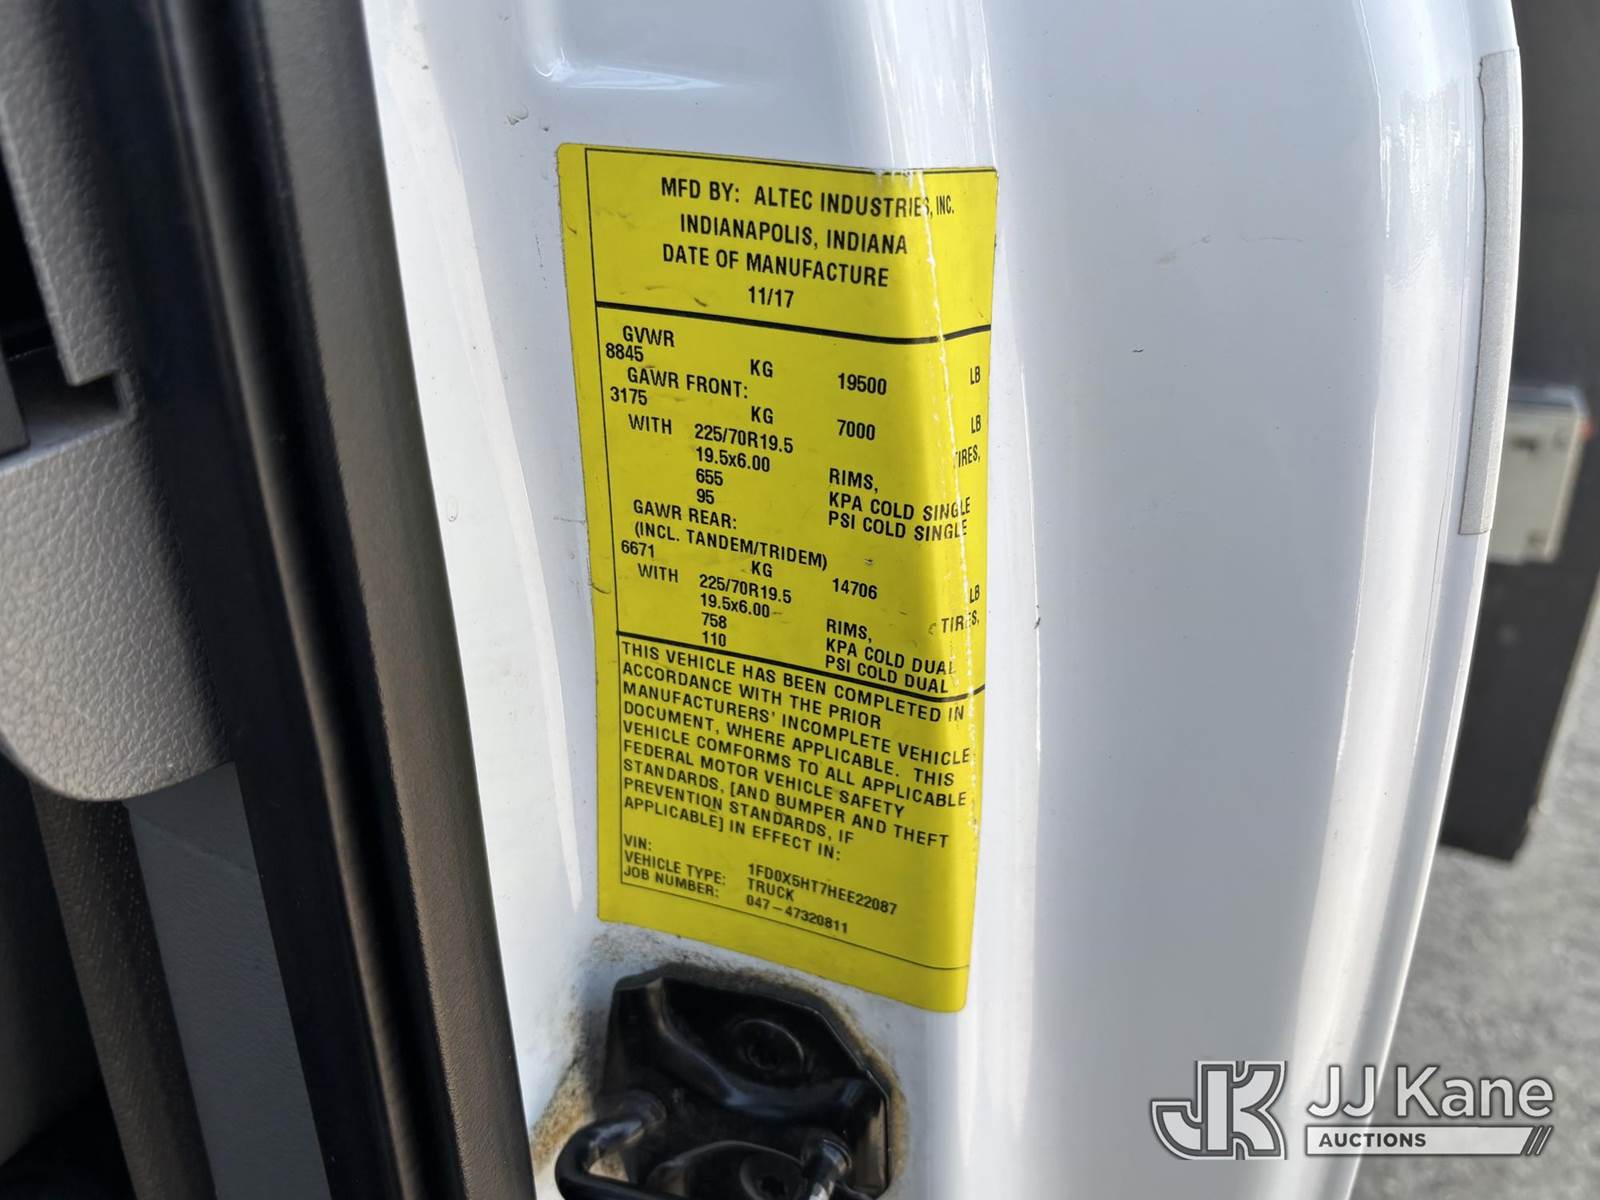 MFD BY: ALTEC INDUSTRIES, INC.
INDIANAPOLIS, INDIANA
DATE OF MANUFACTURE
11/17
GVWR
8845 KG 19500 LB
GAWR FRONT:
3175 KG 7000 LB
WITH 225/70R19.5 TIRES,
19.5x6.00 RIMS,
655 KPA COLD SINGLE
95 PSI COLD SINGLE
GAWR REAR:
(INCL. TANDEM/TRIDEM)
6671 KG 14706 LB
WITH 225/70R19.5 TIRES,
19.5x6.00 RIMS,
758 KPA COLD DUAL
110 PSI COLD DUAL
THIS VEHICLE HAS BEEN COMPLETED IN
ACCORDANCE WITH THE PRIOR
MANUFACTURERS' INCOMPLETE VEHICLE
DOCUMENT, WHERE APPLICABLE. THIS
VEHICLE COMFORMS TO ALL APPLICABLE
FEDERAL MOTOR VEHICLE SAFETY
STANDARDS, [AND BUMPER AND THEFT
PREVENTION STANDARDS, IF
APPLICABLE] IN EFFECT IN:
VIN: 1FD0X5HT7HEE22087
VEHICLE TYPE: TRUCK
JOB NUMBER: 047-47320811
JK JJ Kane
AUCTIONS